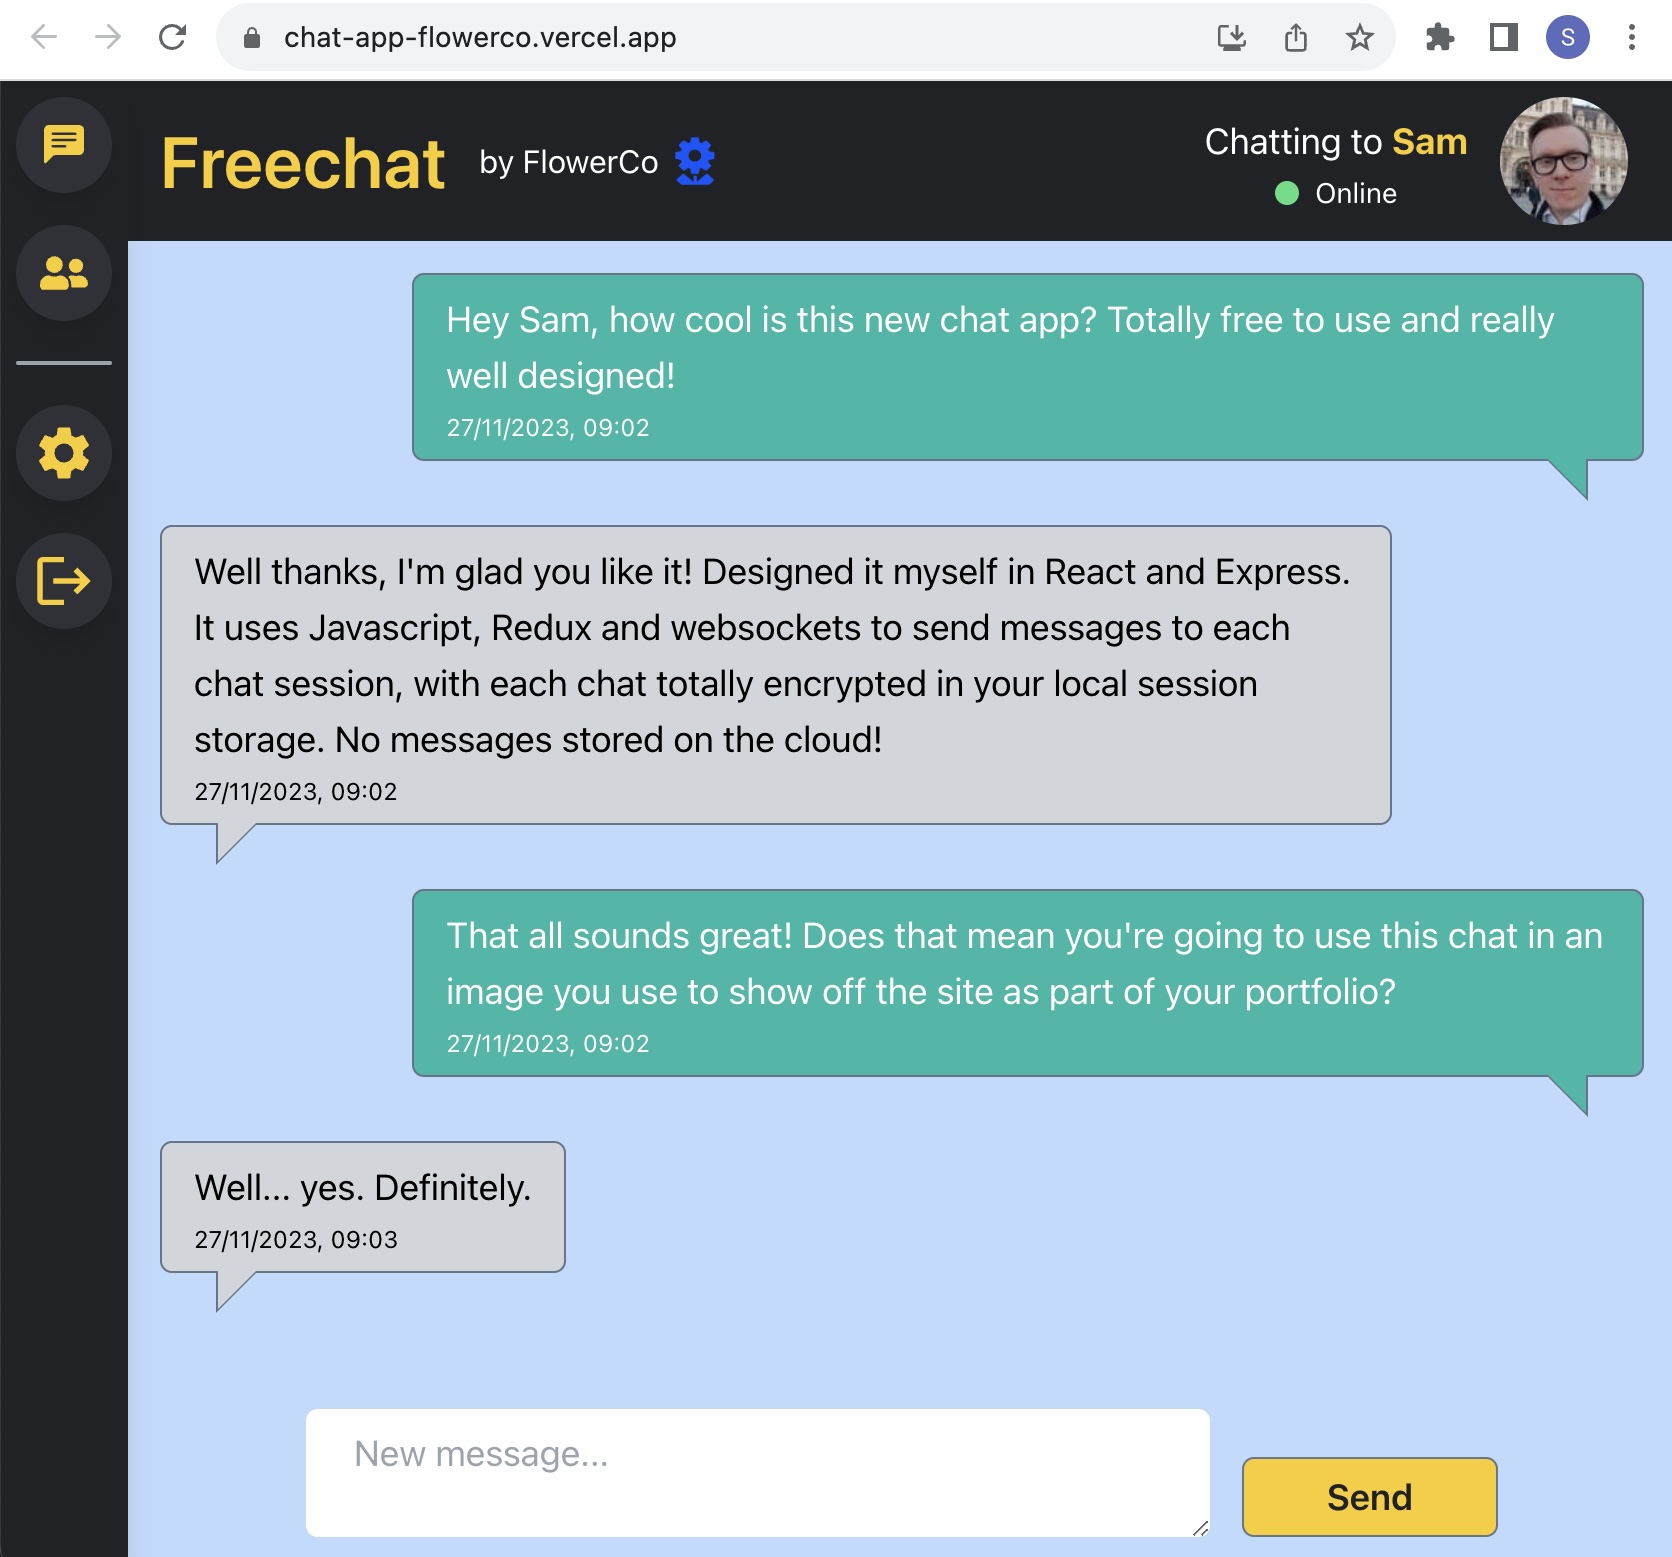 chat-app-flowerco.vercel.app
S
Freechat
by FlowerCo
Chatting to Sam
Online
Hey Sam, how cool is this new chat app? Totally free to use and really
well designed!
27/11/2023, 09:02
Well thanks, I'm glad you like it! Designed it myself in React and Express.
It uses Javascript, Redux and websockets to send messages to each
chat session, with each chat totally encrypted in your local session
storage. No messages stored on the cloud!
27/11/2023, 09:02
That all sounds great! Does that mean you're going to use this chat in an
image you use to show off the site as part of your portfolio?
27/11/2023, 09:02
Well... yes. Definitely.
27/11/2023, 09:03
New message...
Send